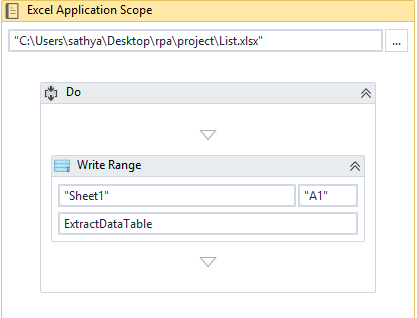 Excel Application Scope
"C:\Users\sathya\Desktop\rpa\project\List.xlsx"
...
Do
Write Range
"Sheet1"
"A1"
ExtractDataTable